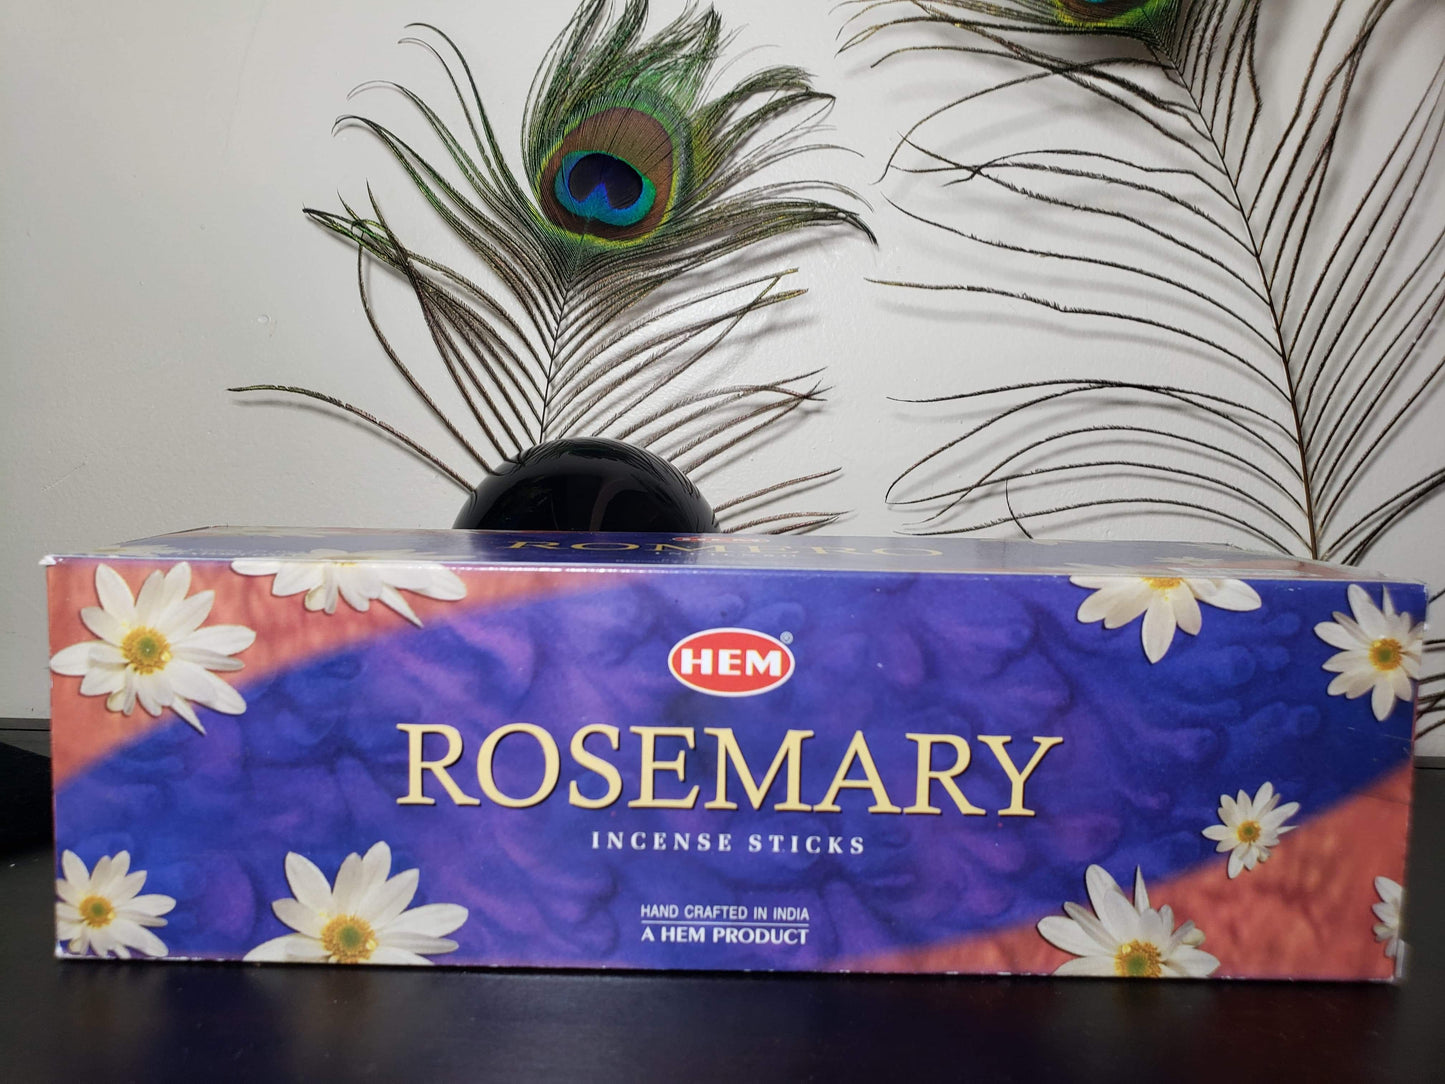 ROMERO
HEM®
ROSEMARY
INCENSE STICKS
HAND CRAFTED IN INDIA
A HEM PRODUCT